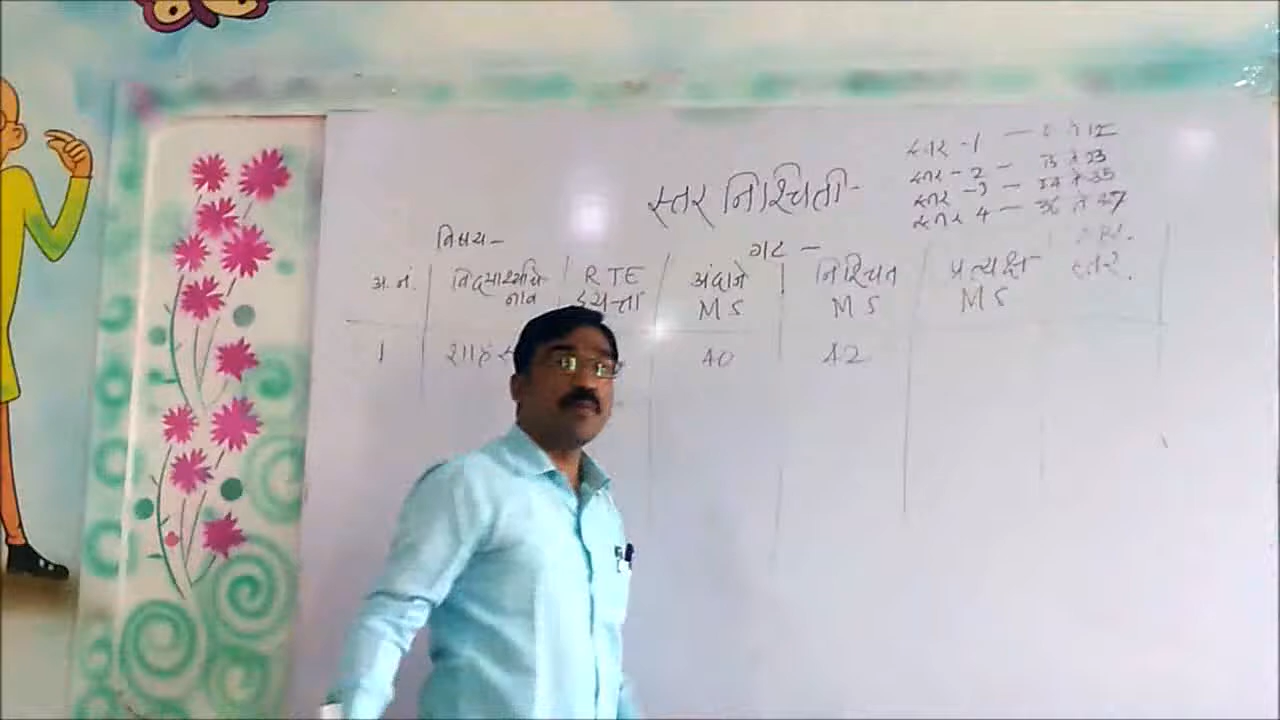 स्तर निश्चिती-
स्तर -1 — 0 ते 12
स्तर - 2 — 13 ते 23
स्तर -3 — 24 ते 35
स्तर 4 — 36 ते 47
विषय-
गट -
अ.नं. विद्यार्थ्याचे नाव RTE इयत्ता अंदाजे MS निश्चित MS प्रत्यक्ष MS स्तर.
1 40 42